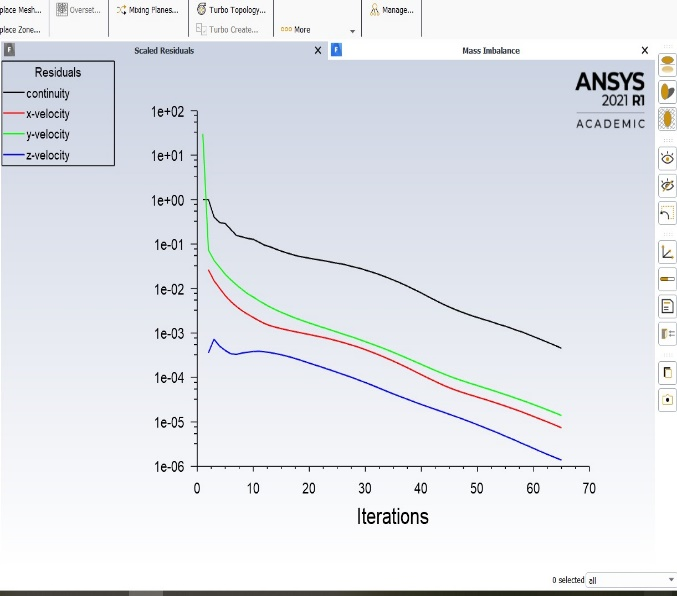 place Mesh...
Overset...
Mixing Planes...
Turbo Topology...
Manage...
place Zone...
Turbo Create...
More
F
Scaled Residuals
X
F
Mass Imbalance
X
Residuals
continuity
x-velocity
y-velocity
z-velocity
ANSYS
2021 R1
ACADEMIC
1e+02
1e+01
1e+00
1e-01
1e-02
1e-03
1e-04
1e-05
1e-06
0 10 20 30 40 50 60 70
Iterations
0 selected all